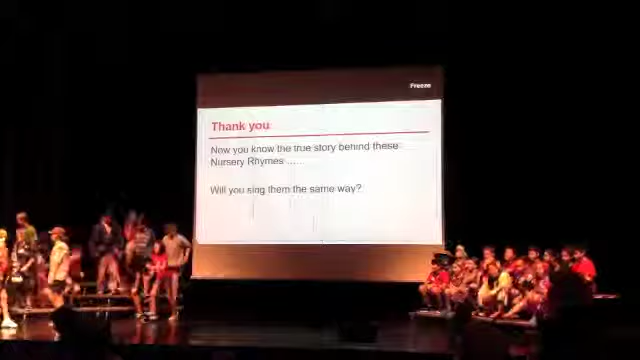 Freeze
Thank you
Now you know the true story behind these
Nursery Rhymes ......
Will you sing them the same way?